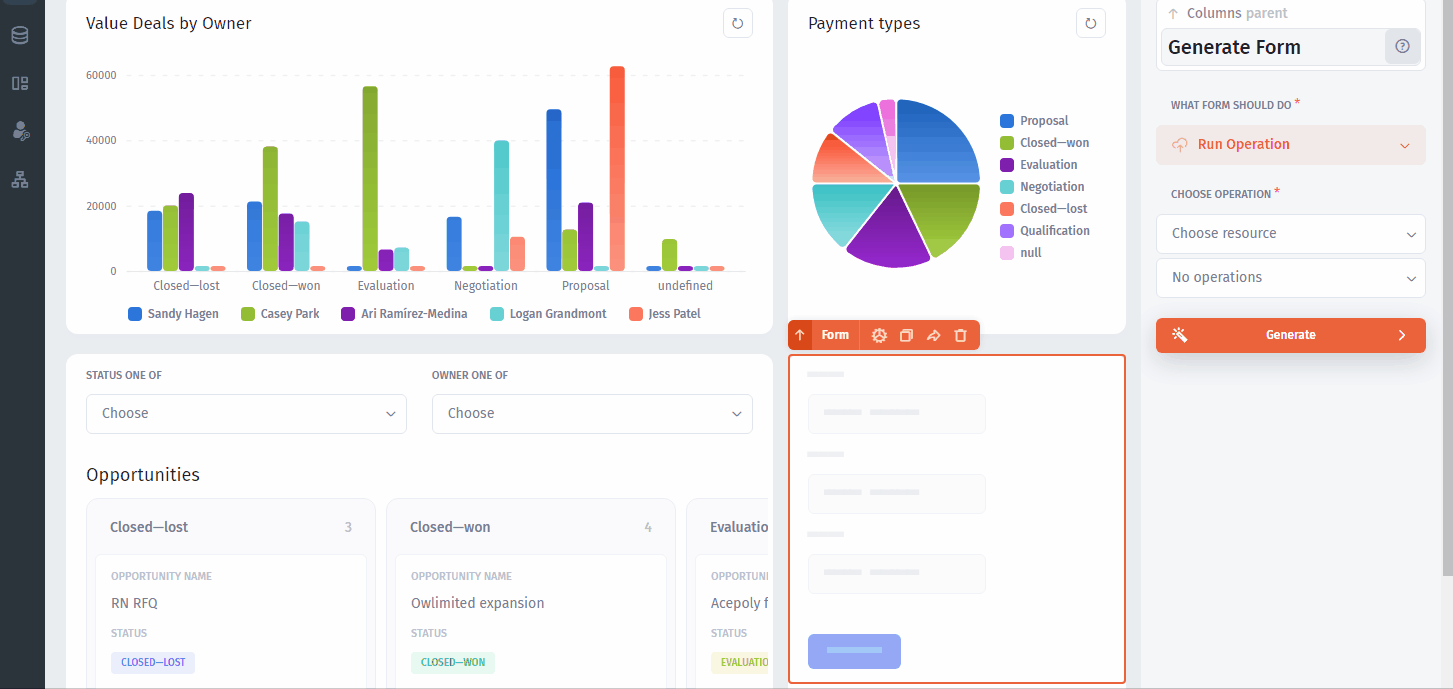 Value Deals by Owner
60000
40000
20000
0
Closed—lost
Closed—won
Evaluation
Negotiation
Proposal
undefined
Sandy Hagen
Casey Park
Ari Ramirez-Medina
Logan Grandmont
Jess Patel
Payment types
Proposal
Closed—won
Evaluation
Negotiation
Closed—lost
Qualification
null
STATUS ONE OF
Choose
OWNER ONE OF
Choose
Opportunities
Closed—lost 3
OPPORTUNITY NAME
RN RFQ
STATUS
CLOSED—LOST
Closed—won 4
OPPORTUNITY NAME
Owlimited expansion
STATUS
CLOSED—WON
Evaluatio
OPPORTUN
Acepoly f
STATUS
EVALUATIO
Form
Columns parent
Generate Form
?
WHAT FORM SHOULD DO *
Run Operation
CHOOSE OPERATION *
Choose resource
No operations
Generate